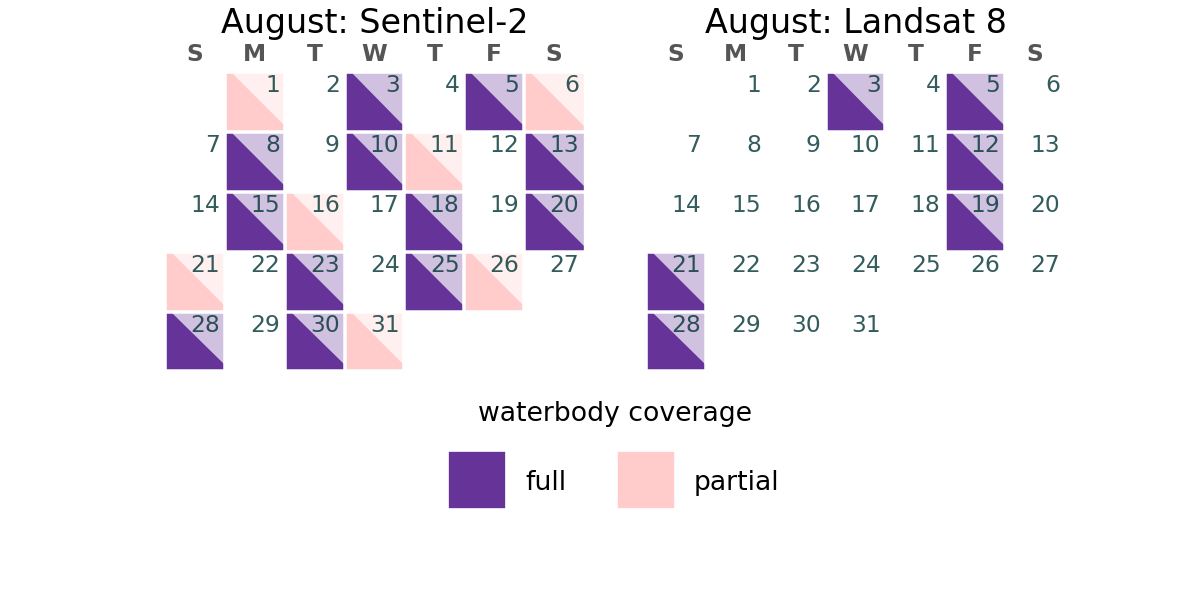 August: Sentinel-2
S M T W T F S
1 2 3 4 5 6
7 8 9 10 11 12 13
14 15 16 17 18 19 20
21 22 23 24 25 26 27
28 29 30 31
August: Landsat 8
S M T W T F S
1 2 3 4 5 6
7 8 9 10 11 12 13
14 15 16 17 18 19 20
21 22 23 24 25 26 27
28 29 30 31
waterbody coverage
full partial